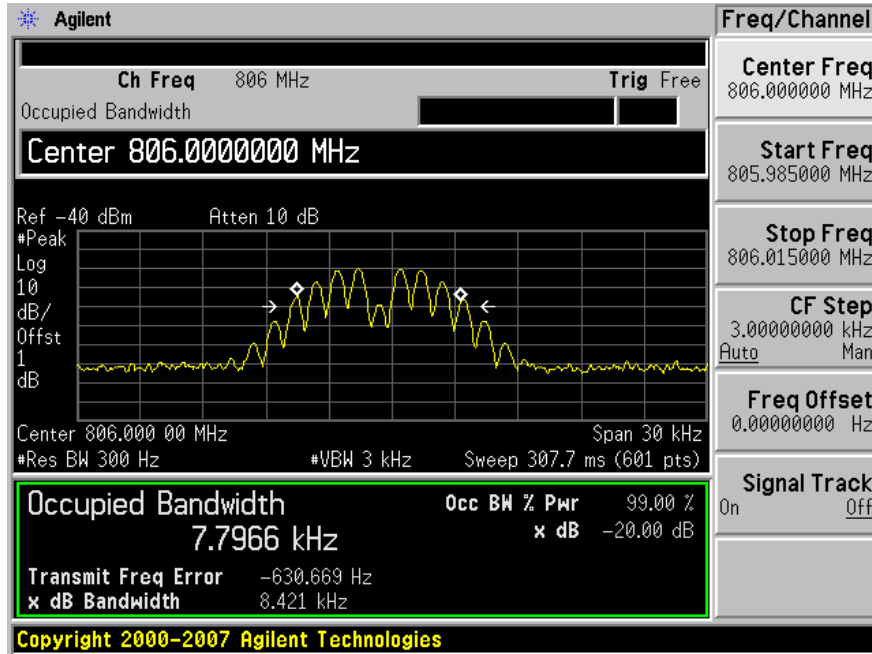 Agilent
Freq/Channel
Ch Freq 806 MHz Trig Free
Occupied Bandwidth
Center 806.0000000 MHz
Ref -40 dBm Atten 10 dB
#Peak
Log
10
dB/
Offst
1
dB
Center 806.000 00 MHz Span 30 kHz
#Res BW 300 Hz #VBW 3 kHz Sweep 307.7 ms (601 pts)
Occupied Bandwidth
7.7966 kHz
Occ BW % Pwr 99.00 %
x dB -20.00 dB
Transmit Freq Error -630.669 Hz
x dB Bandwidth 8.421 kHz
Copyright 2000-2007 Agilent Technologies
Center Freq
806.000000 MHz
Start Freq
805.985000 MHz
Stop Freq
806.015000 MHz
CF Step
3.00000000 kHz
Auto Man
Freq Offset
0.00000000 Hz
Signal Track
On Off